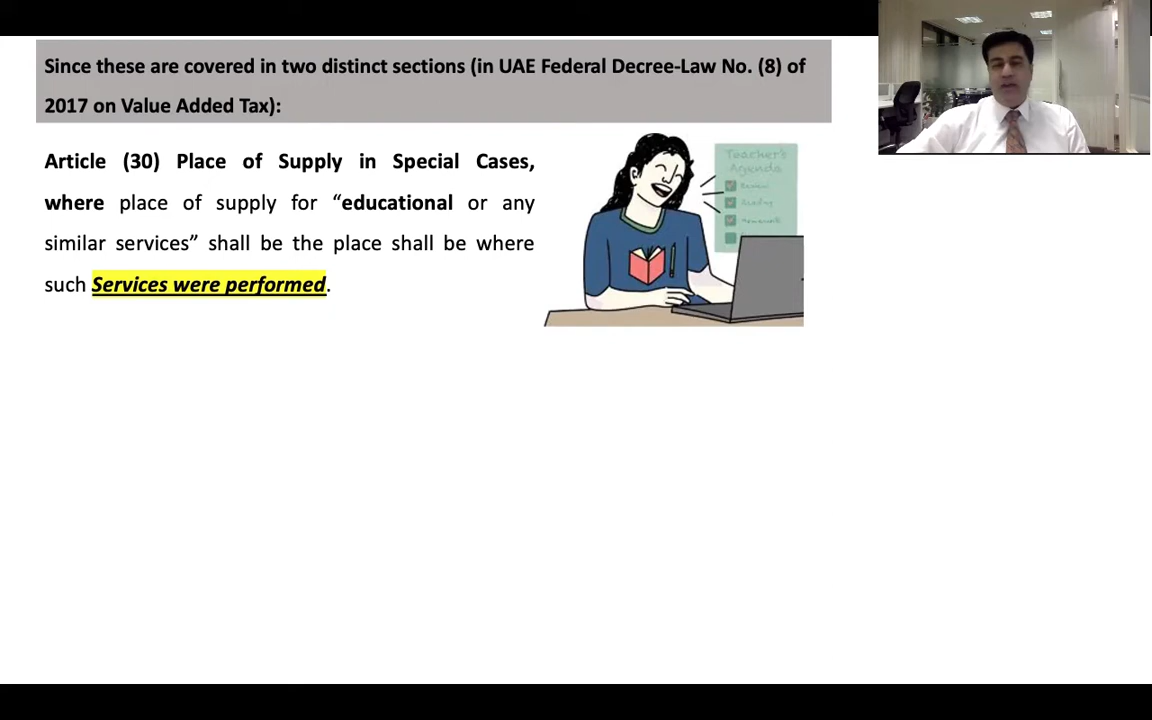 Since these are covered in two distinct sections (in UAE Federal Decree-Law No. (8) of
2017 on Value Added Tax):
Article (30) Place of Supply in Special Cases,
where place of supply for “educational or any
similar services” shall be the place shall be where
such Services were performed.
Teacher's
Agenda
Grading
Homework